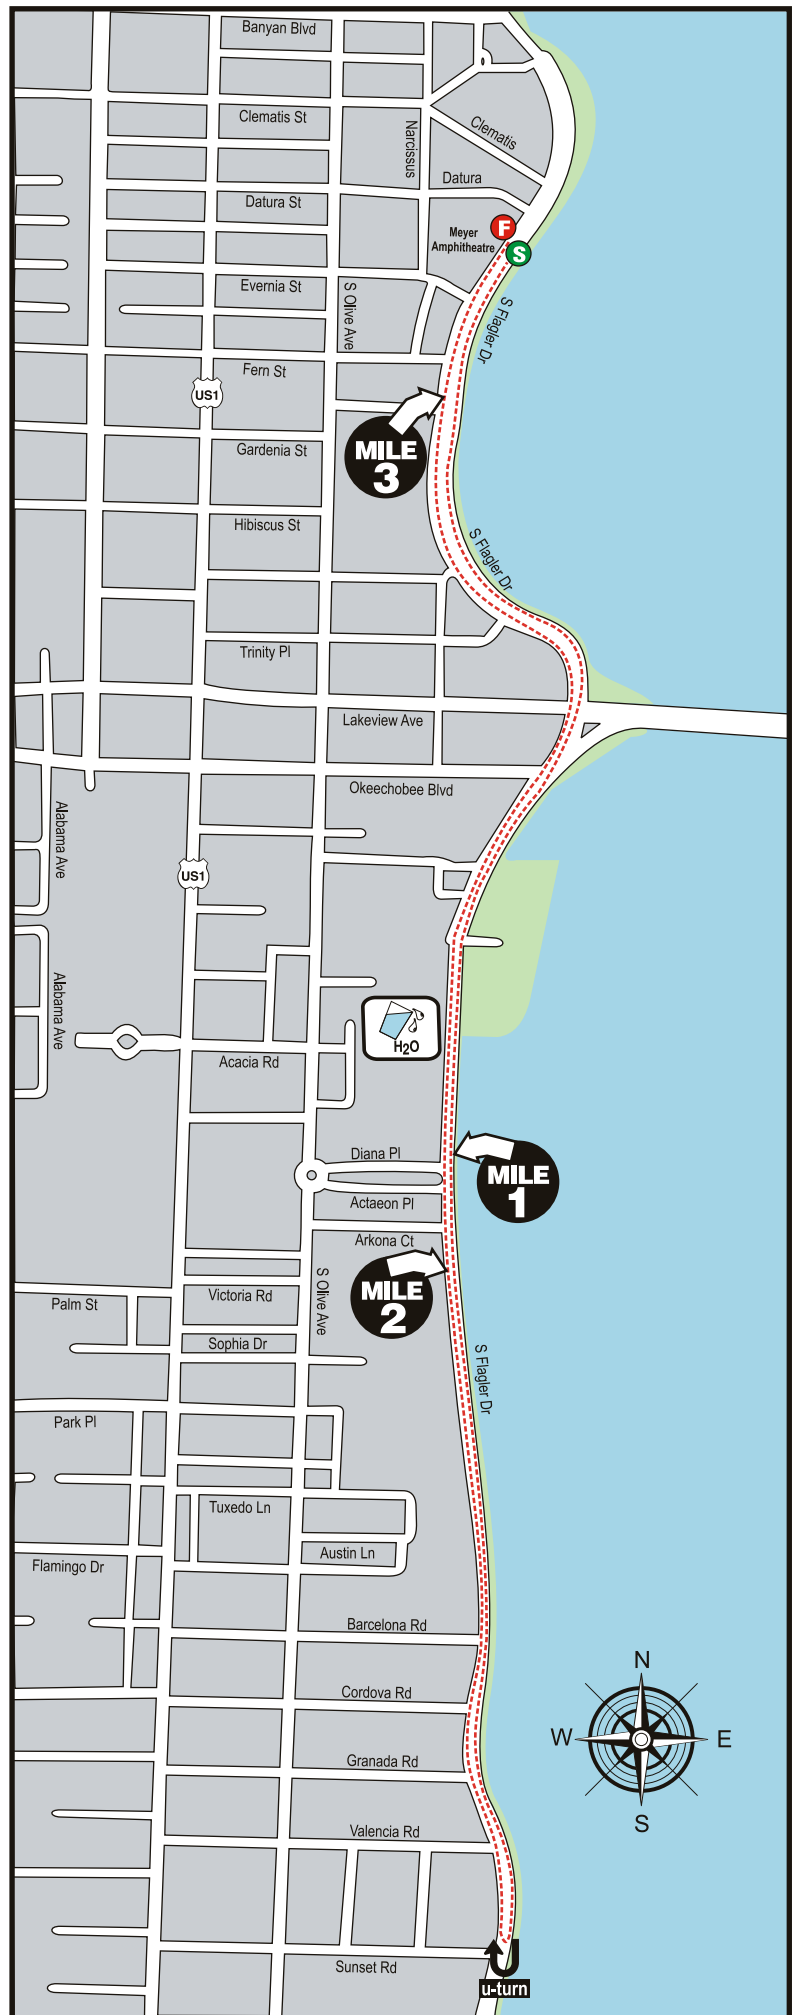 Banyan Blvd
Clematis St
Narcissus
Clematis
Datura
Datura St
Meyer
Amphitheatre
F
S
Evernia St
S Olive Ave
S Flagler Dr
Fern St
US1
MILE
3
Gardenia St
Hibiscus St
S Flagler Dr
Trinity Pl
Lakeview Ave
Okeechobee Blvd
Alabama Ave
US1
Alabama Ave
H2O
Acacia Rd
Diana Pl
MILE
1
Actaeon Pl
Arkona Ct
S Olive Ave
MILE
2
Victoria Rd
Palm St
Sophia Dr
S Flagler Dr
Park Pl
Tuxedo Ln
Austin Ln
Flamingo Dr
Barcelona Rd
Cordova Rd
N
W
E
S
Granada Rd
Valencia Rd
Sunset Rd
u-turn